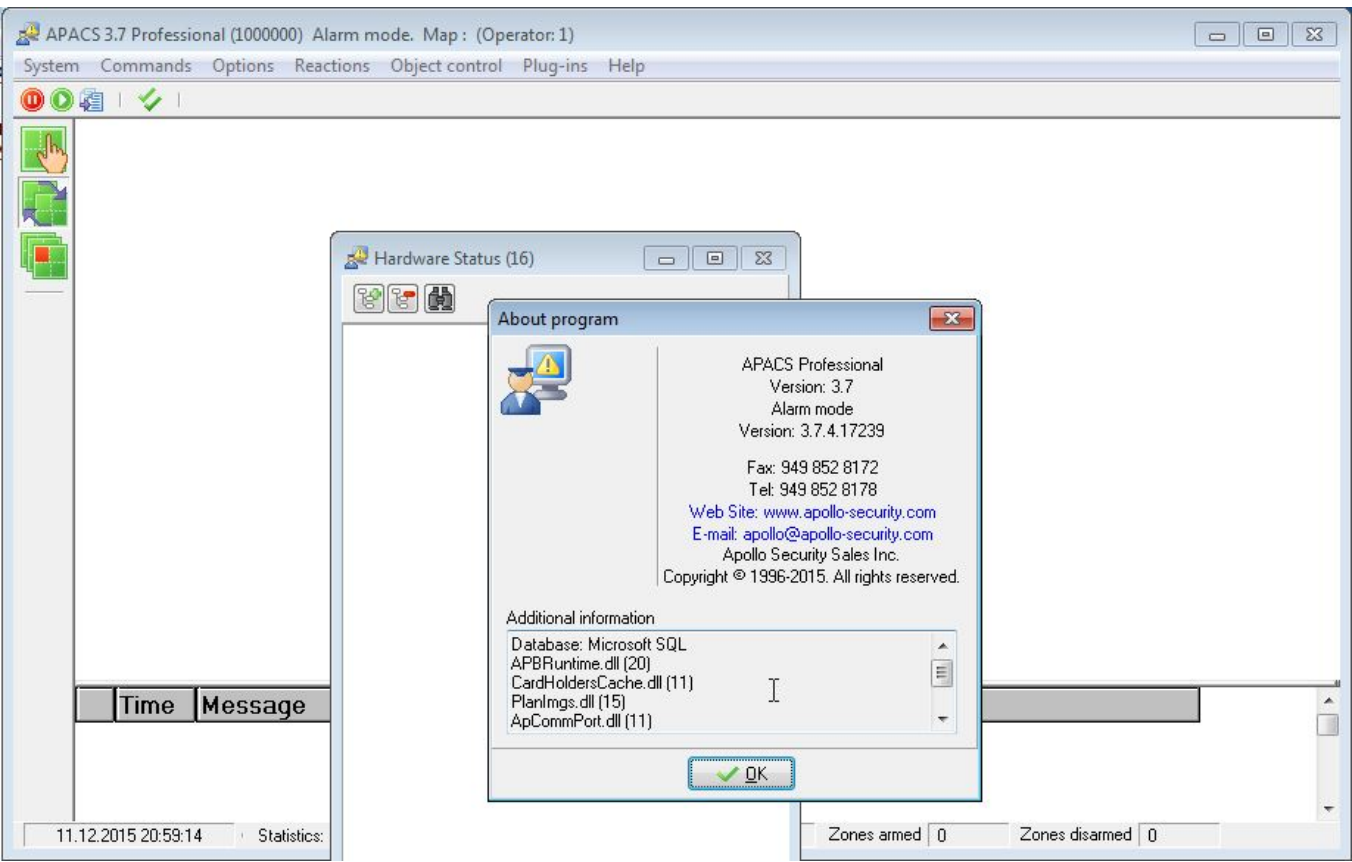 APACS 3.7 Professional (1000000) Alarm mode. Map : (Operator: 1)
System Commands Options Reactions Object control Plug-ins Help
Hardware Status (16)
About program
APACS Professional
Version: 3.7
Alarm mode
Version: 3.7.4.17239
Fax: 949 852 8172
Tel: 949 852 8178
Web Site: www.apollo-security.com
E-mail: apollo@apollo-security.com
Apollo Security Sales Inc.
Copyright © 1996-2015. All rights reserved.
Additional information
Database: Microsoft SQL
APBRuntime.dll (20)
CardHoldersCache.dll (11)
PlanImgs.dll (15)
ApCommPort.dll (11)
OK
Time Message
11.12.2015 20:59:14 Statistics: Zones armed 0 Zones disarmed 0